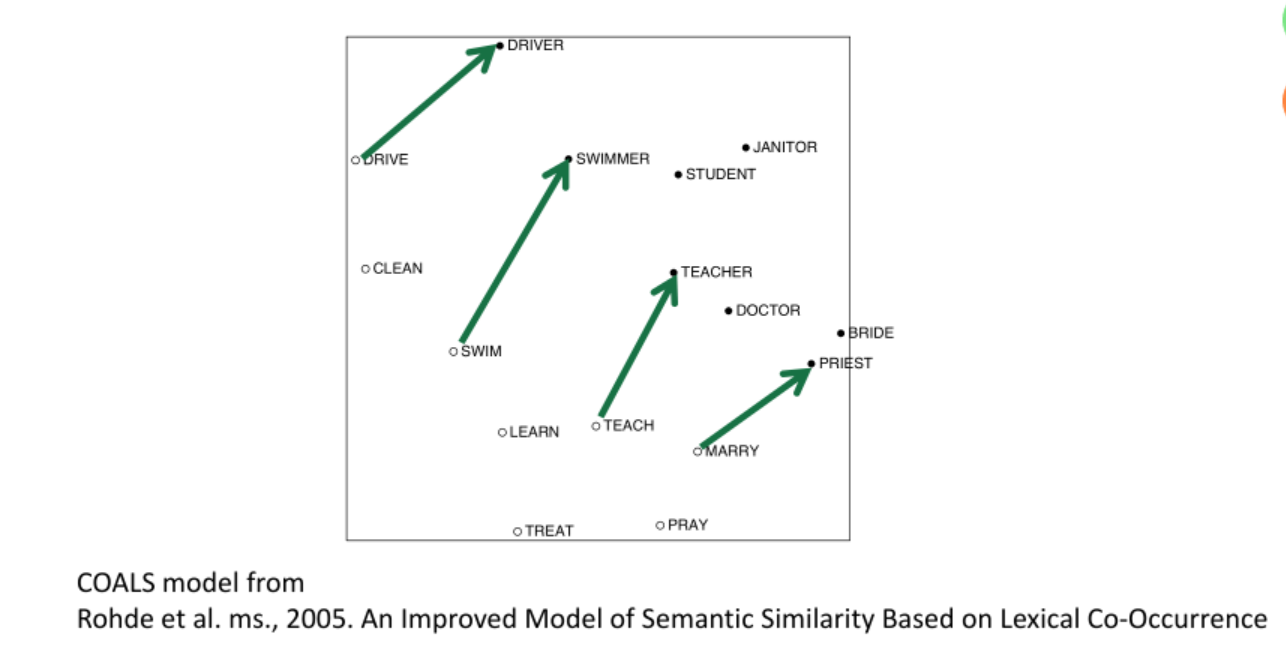 DRIVER
JANITOR
DRIVE
SWIMMER
STUDENT
CLEAN
TEACHER
DOCTOR
BRIDE
SWIM
PRIEST
LEARN
TEACH
MARRY
TREAT
PRAY
COALS model from
Rohde et al. ms., 2005. An Improved Model of Semantic Similarity Based on Lexical Co-Occurrence